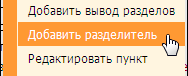 Добавить вывод разделов
Добавить разделитель
Редактировать пункт